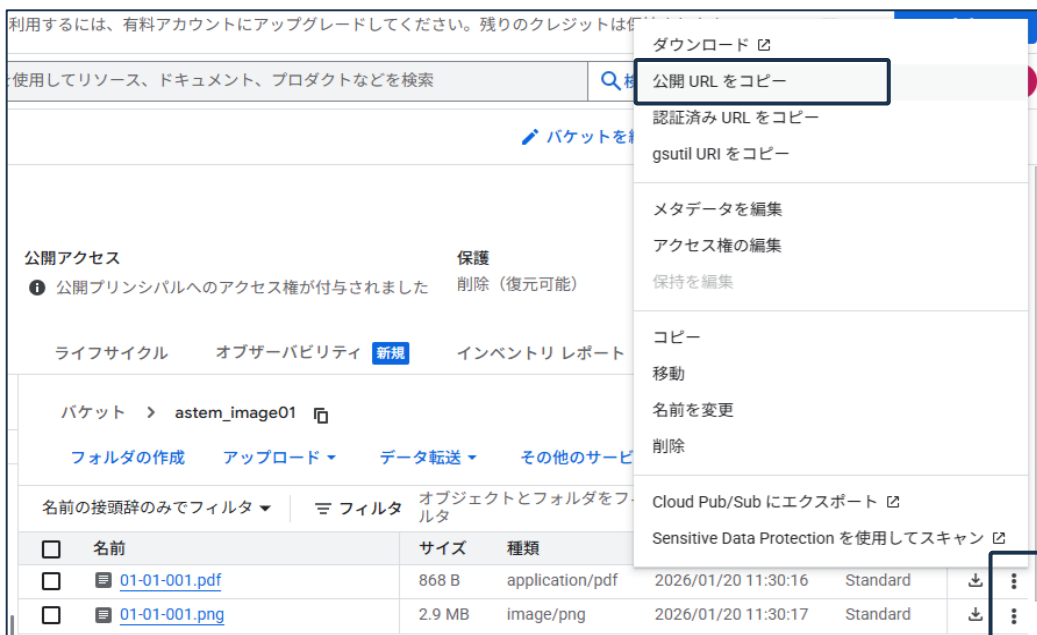 利用するには、有料アカウントにアップグレードしてください。残りのクレジットは
を使用してリソース、ドキュメント、プロダクトなどを検索
バケットを
公開アクセス
公開プリンシパルへのアクセス権が付与されました
保護
削除（復元可能）
ライフサイクル オブザーバビリティ 新規 インベントリ レポート
バケット > astem_image01
フォルダの作成 アップロード データ転送 その他のサービ
名前の接頭辞のみでフィルタ フィルタ オブジェクトとフォルダをフ
ルタ
名前 サイズ 種類
01-01-001.pdf 868 B application/pdf 2026/01/20 11:30:16 Standard
01-01-001.png 2.9 MB image/png 2026/01/20 11:30:17 Standard
ダウンロード
公開 URL をコピー
認証済み URL をコピー
gsutil URI をコピー
メタデータを編集
アクセス権の編集
保持を編集
コピー
移動
名前を変更
削除
Cloud Pub/Sub にエクスポート
Sensitive Data Protection を使用してスキャン